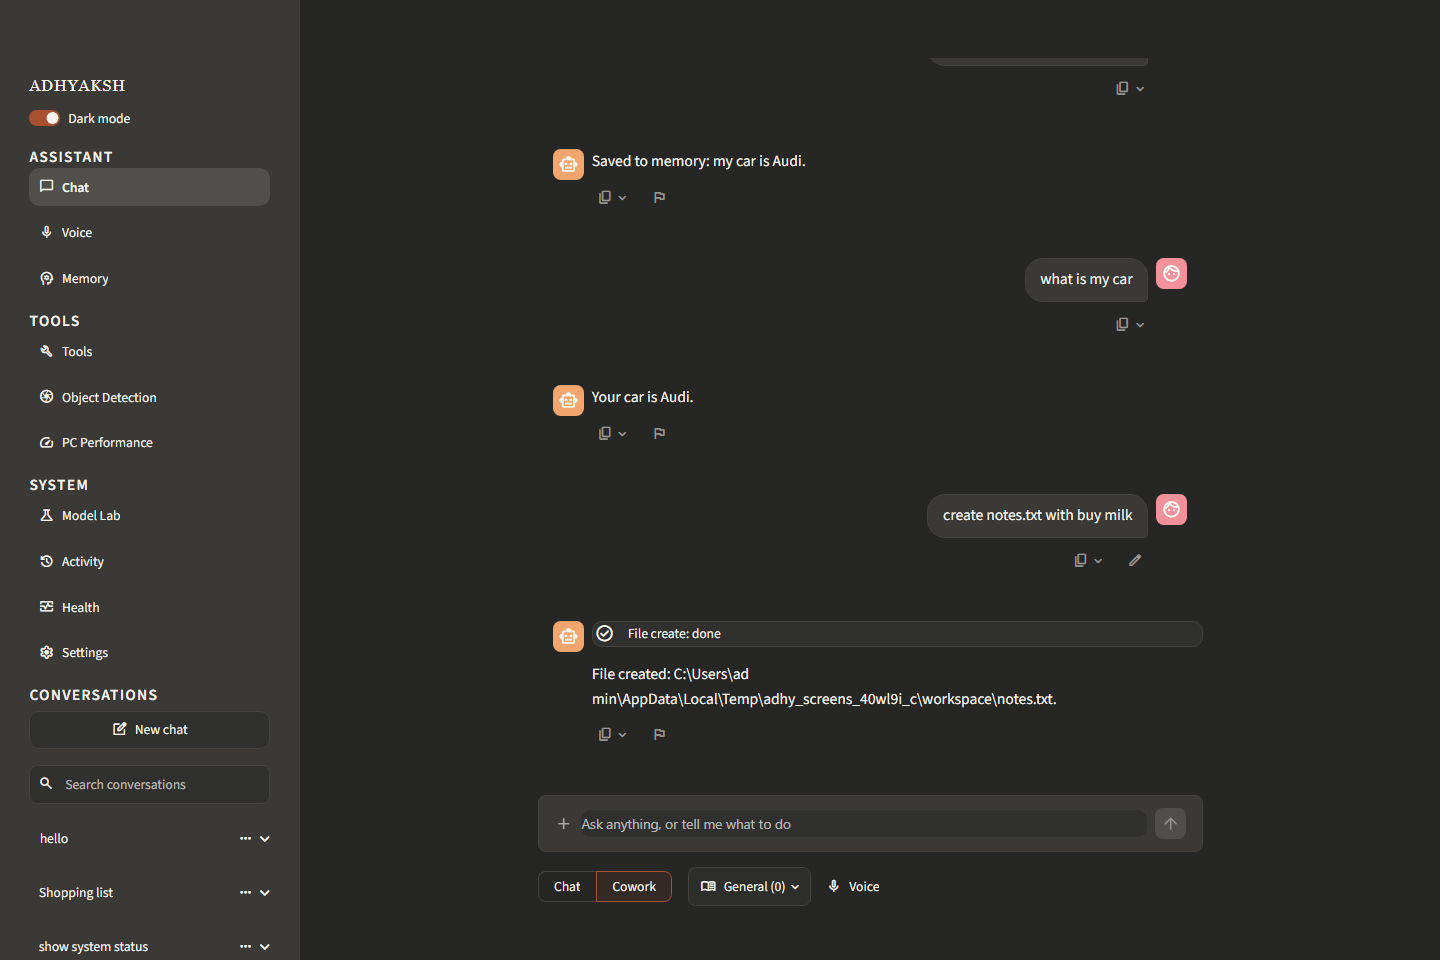 ADHYAKSH
Dark mode
ASSISTANT
Chat
Voice
Memory
TOOLS
Tools
Object Detection
PC Performance
SYSTEM
Model Lab
Activity
Health
Settings
CONVERSATIONS
New chat
Search conversations
hello
Shopping list
show system status
Saved to memory: my car is Audi.
what is my car
Your car is Audi.
create notes.txt with buy milk
File create: done
File created: C:\Users\ad
min\AppData\Local\Temp\adhy_screens_40wl9i_c\workspace\notes.txt.
Ask anything, or tell me what to do
Chat
Cowork
General (0)
Voice